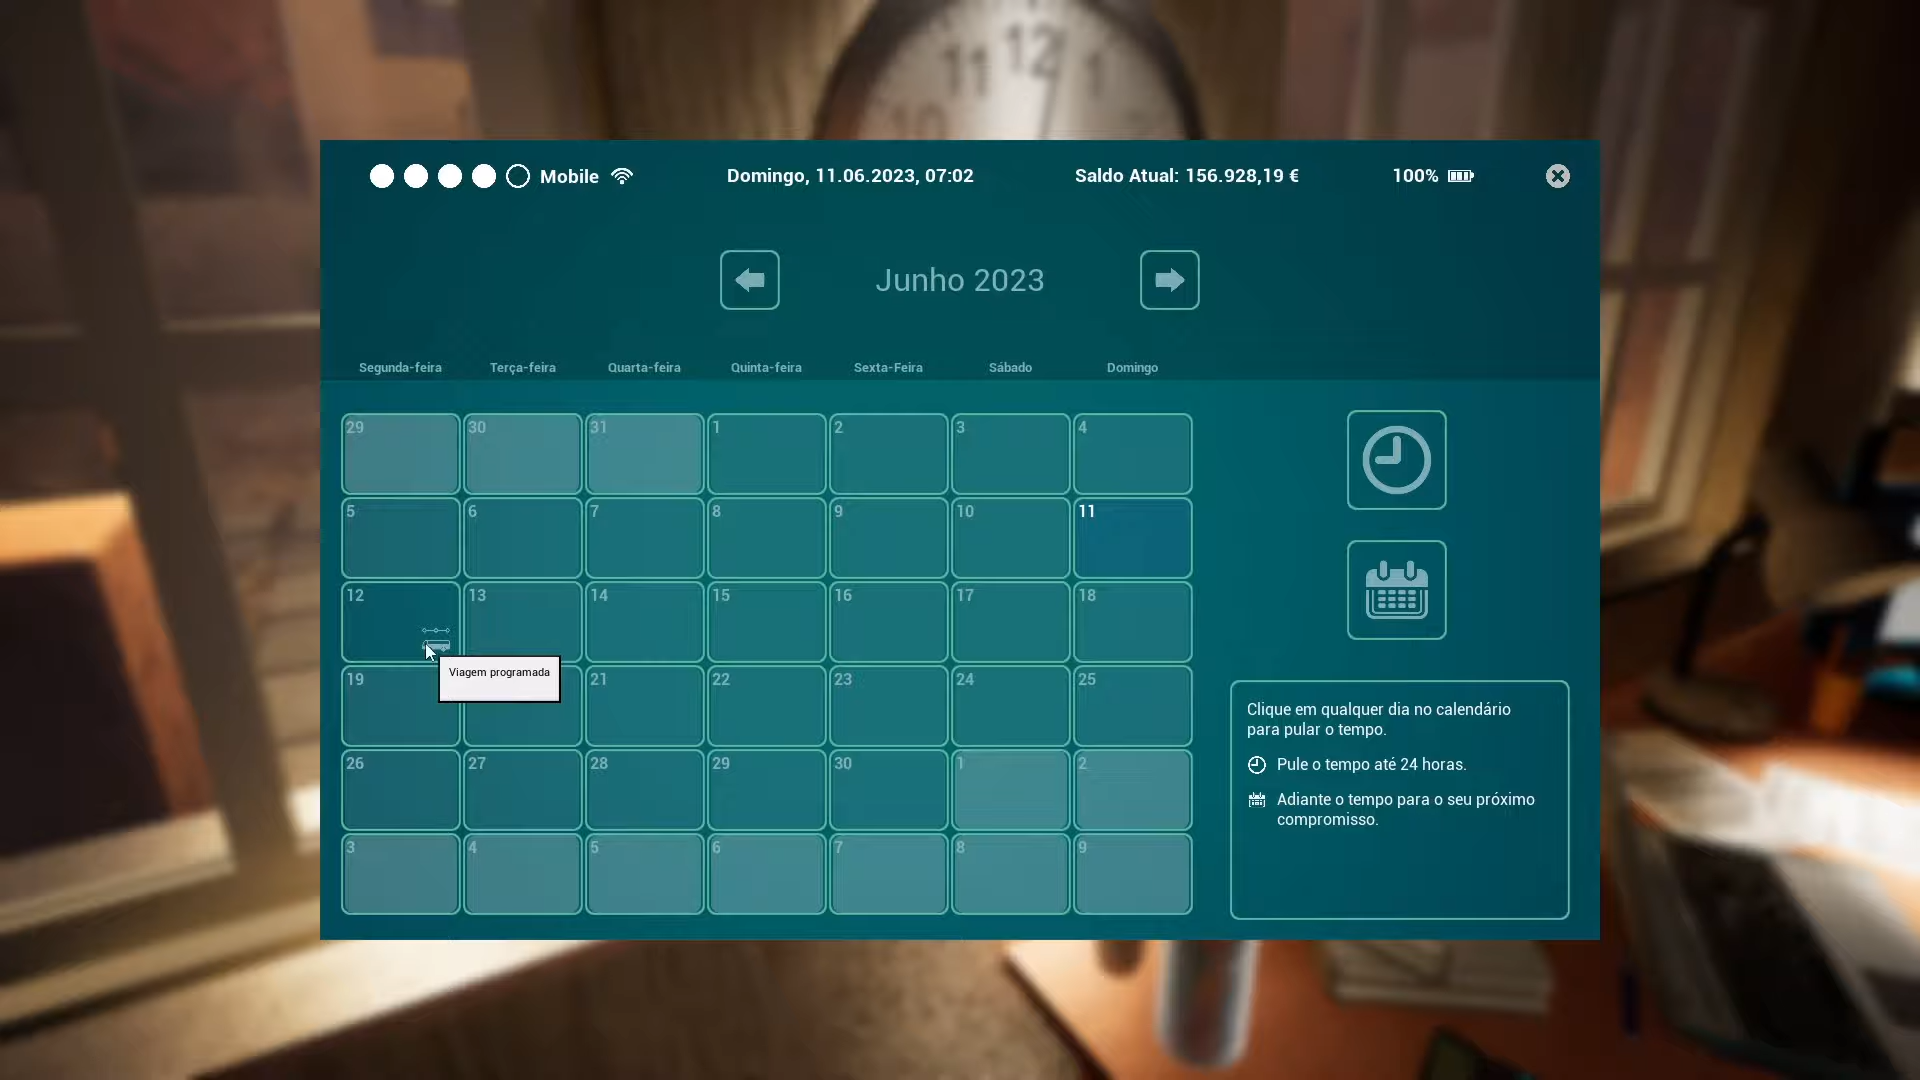 11 12 1
10
Mobile
Domingo, 11.06.2023, 07:02
Saldo Atual: 156.928,19 €
100%
Junho 2023
Segunda-feira Terça-feira Quarta-feira Quinta-feira Sexta-Feira Sábado Domingo
29 30 31 1 2 3 4
5 6 7 8 9 10 11
12 13 14 15 16 17 18
Viagem programada
19 21 22 23 24 25
26 27 28 29 30 1 2
3 4 5 6 7 8 9
Clique em qualquer dia no calendário
para pular o tempo.
Pule o tempo até 24 horas.
Adiante o tempo para o seu próximo
compromisso.